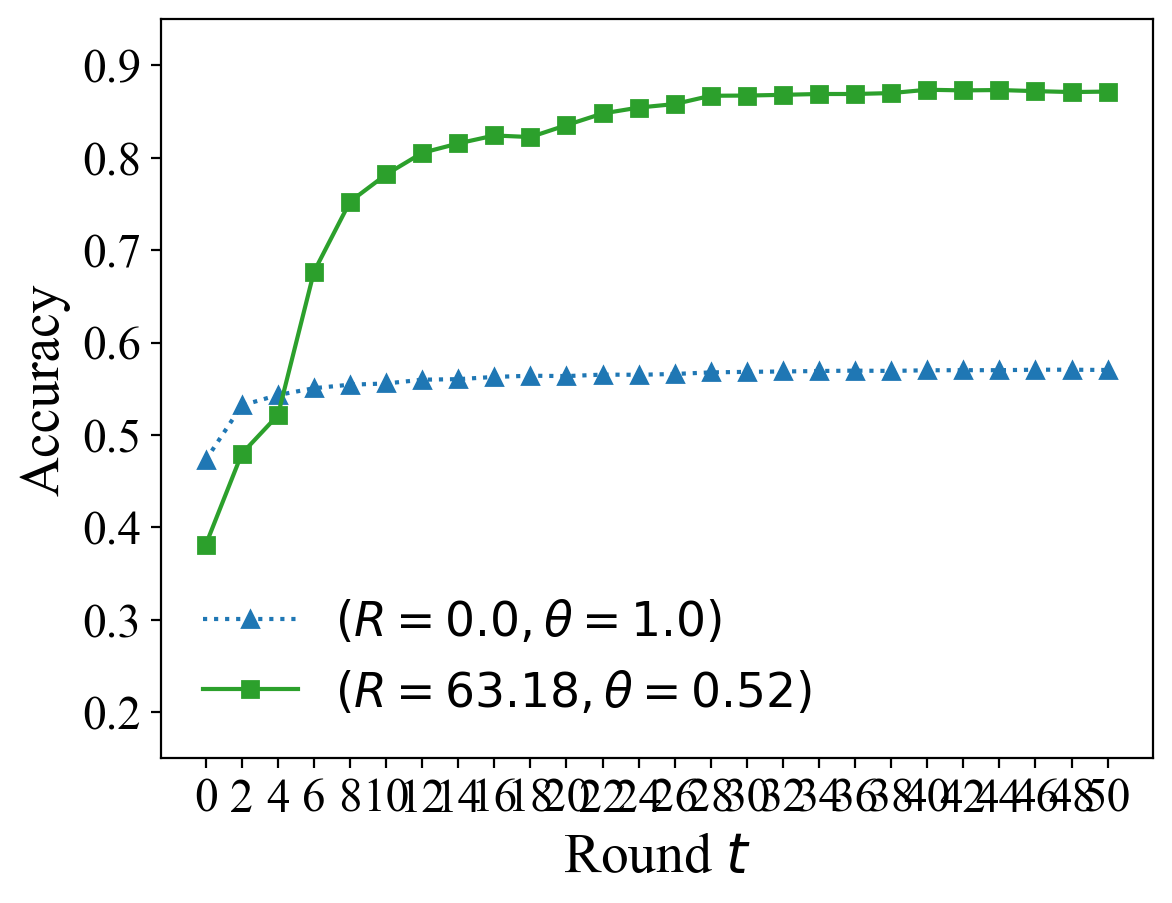 Accuracy
0.9
0.8
0.7
0.6
0.5
0.4
0.3
0.2
(R = 0.0, θ = 1.0)
(R = 63.18, θ = 0.52)
0 2 4 6 8 10 12 14 16 18 20 22 24 26 28 30 32 34 36 38 40 42 44 46 48 50
Round t